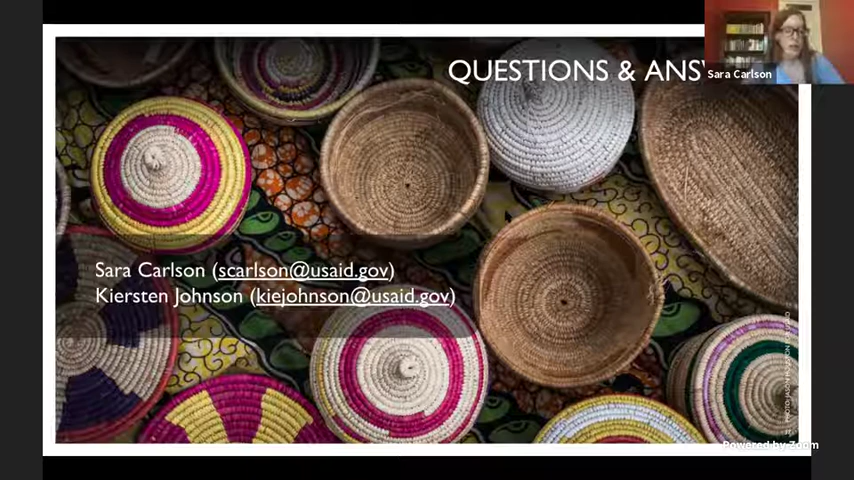 QUESTIONS & ANS
Sara Carlson
Sara Carlson (scarlson@usaid.gov)
Kiersten Johnson (kiejohnson@usaid.gov)
Powered by Zoom